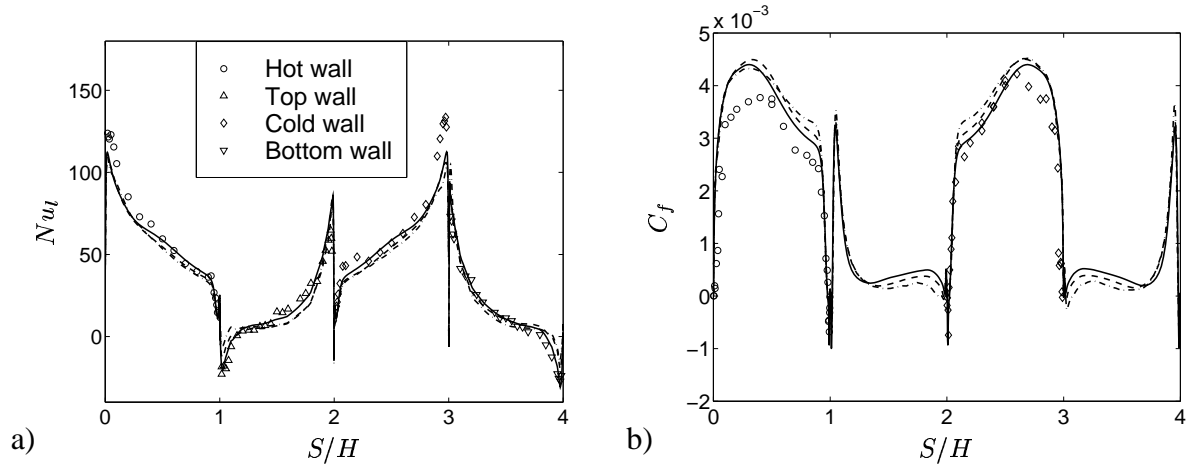 150
100
50
0
Nu_l
Hot wall
Top wall
Cold wall
Bottom wall
0 1 2 3 4
S/H
a)
x 10^−3
5
4
3
2
1
0
−1
−2
C_f
0 1 2 3 4
S/H
b)